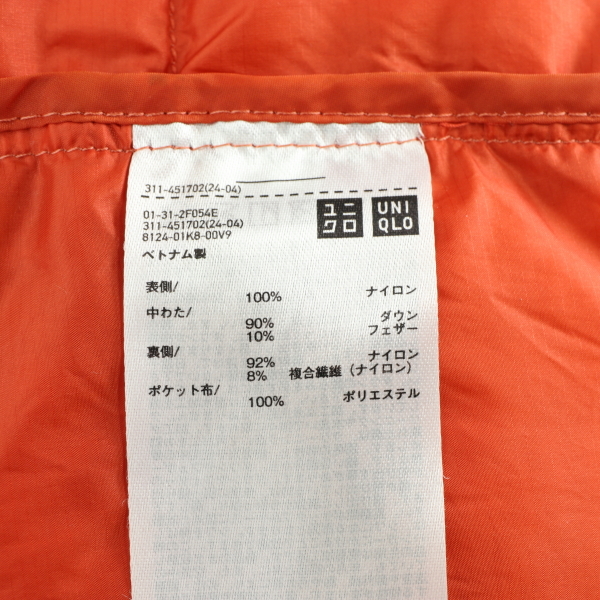 311-451702(24-04)
01-31-2F054E
311-451702(24-04)
8124-01K8-00V9
ユニクロ
UNIQLO
ベトナム製
表側/ 100% ナイロン
中わた/ 90% ダウン
10% フェザー
裏側/ 92% ナイロン
8% 複合繊維（ナイロン）
ポケット布/ 100% ポリエステル